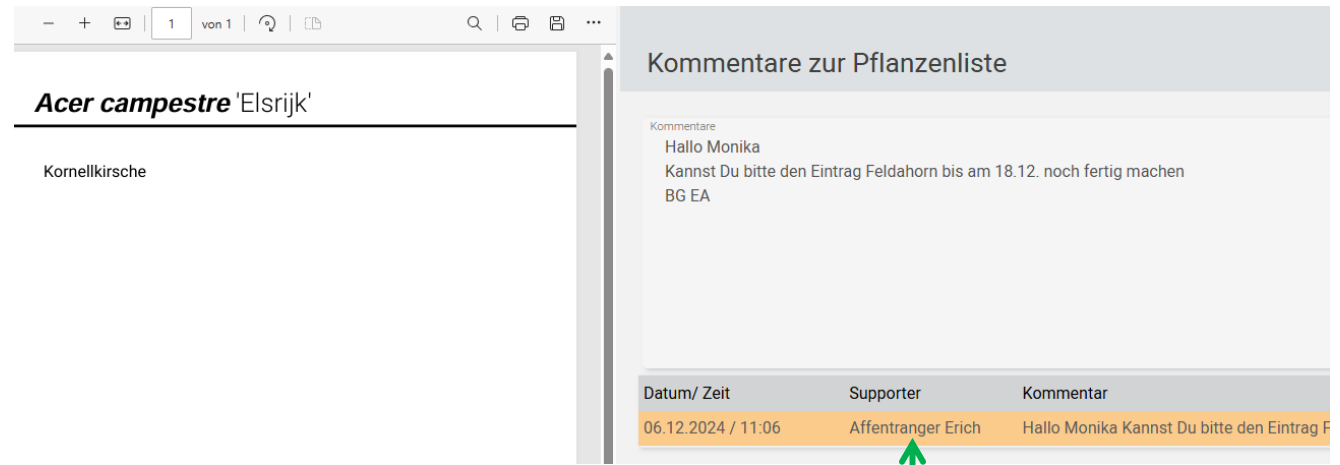 1 von 1
Acer campestre 'Elsrijk'
Kornellkirsche
Kommentare zur Pflanzenliste
Kommentare
Hallo Monika
Kannst Du bitte den Eintrag Feldahorn bis am 18.12. noch fertig machen
BG EA
Datum/ Zeit Supporter Kommentar
06.12.2024 / 11:06 Affentranger Erich Hallo Monika Kannst Du bitte den Eintrag F